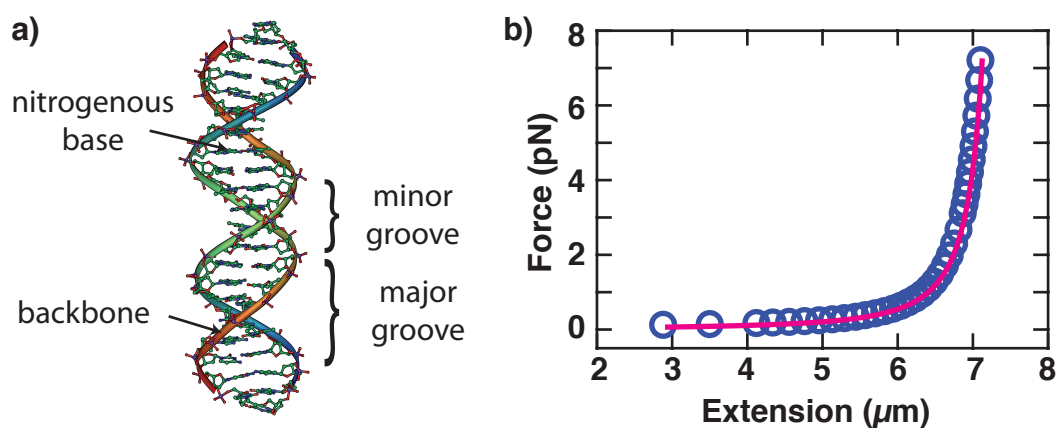 a)
nitrogenous
base
minor
groove
major
groove
backbone
b)
Force (pN)
8
6
4
2
0
2
3
4
5
6
7
8
Extension (µm)